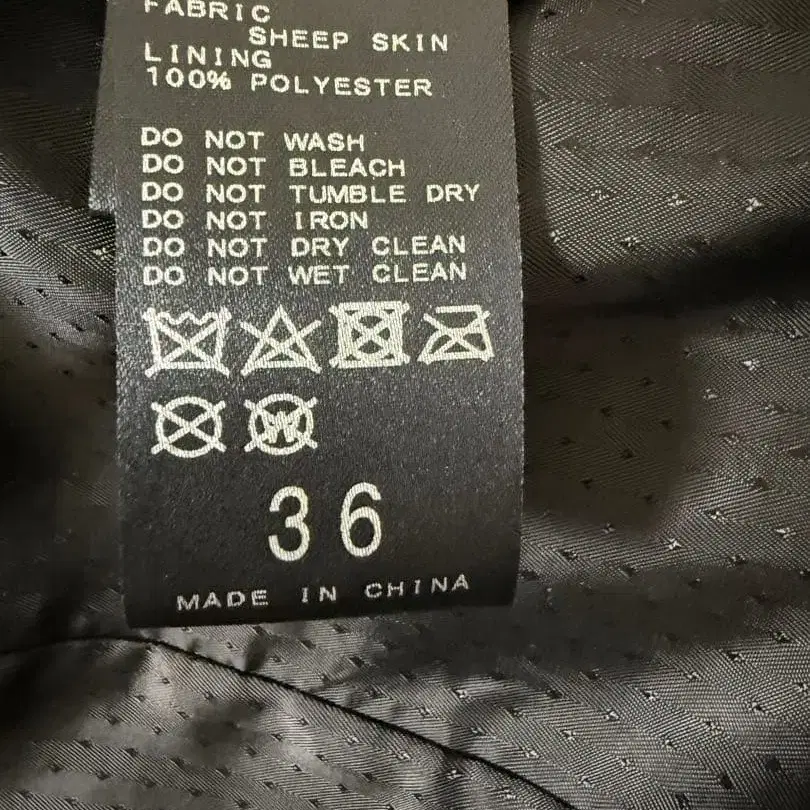 FABRIC
SHEEP SKIN
LINING
100% POLYESTER
DO NOT WASH
DO NOT BLEACH
DO NOT TUMBLE DRY
DO NOT IRON
DO NOT DRY CLEAN
DO NOT WET CLEAN
W
36
MADE IN CHINA